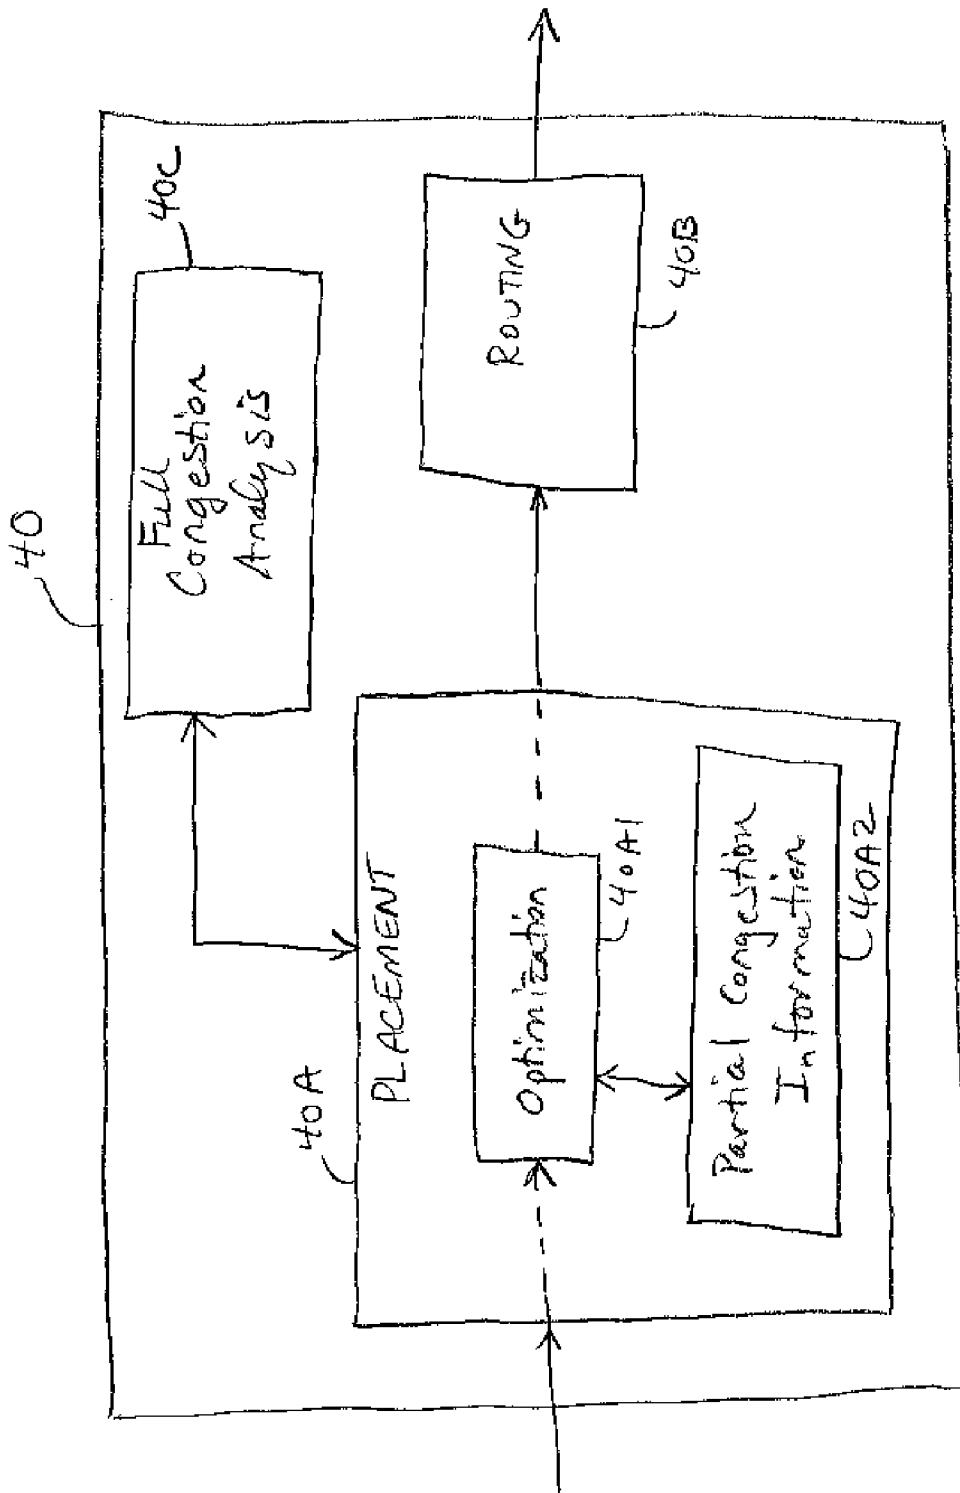 40
Full
Congestion
Analysis
40C
40A
PLACEMENT
Optimization
40A1
Partial Congestion
Information
40A2
ROUTING
40B